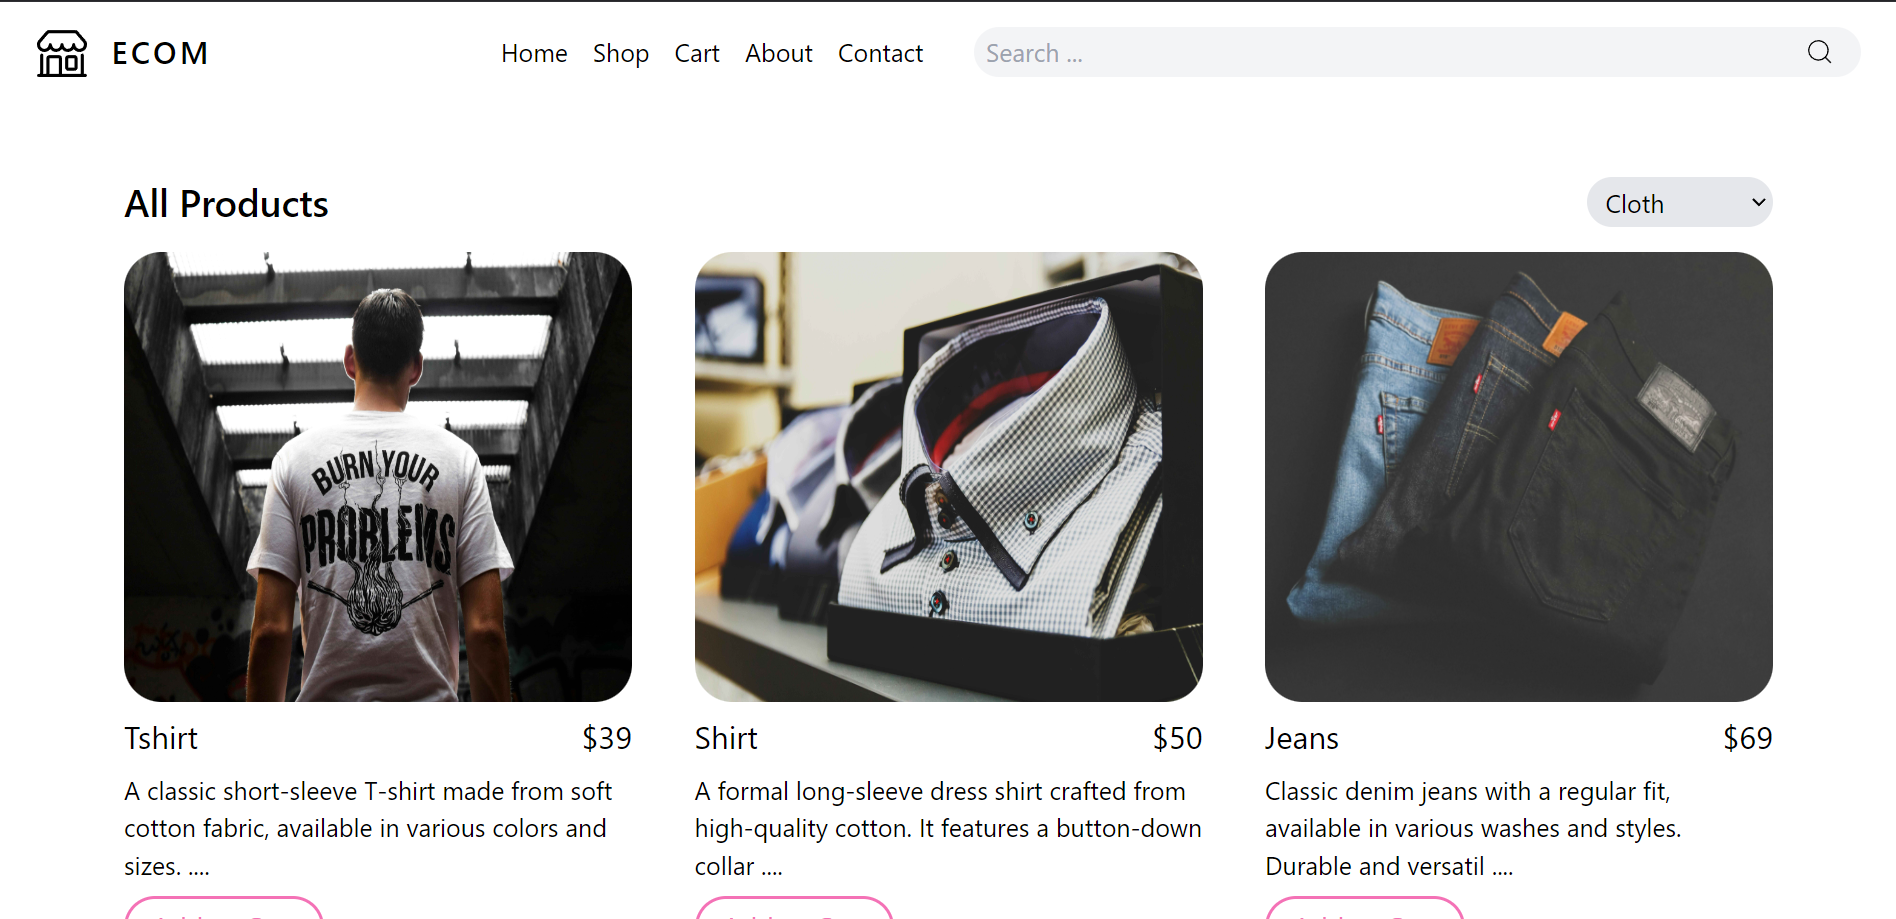 ECOM
Home Shop Cart About Contact
Search ...
All Products
Cloth
BURN YOUR
PROBLEMS
Tshirt $39
A classic short-sleeve T-shirt made from soft
cotton fabric, available in various colors and
sizes. ....
Shirt $50
A formal long-sleeve dress shirt crafted from
high-quality cotton. It features a button-down
collar ....
Jeans $69
Classic denim jeans with a regular fit,
available in various washes and styles.
Durable and versatil ....